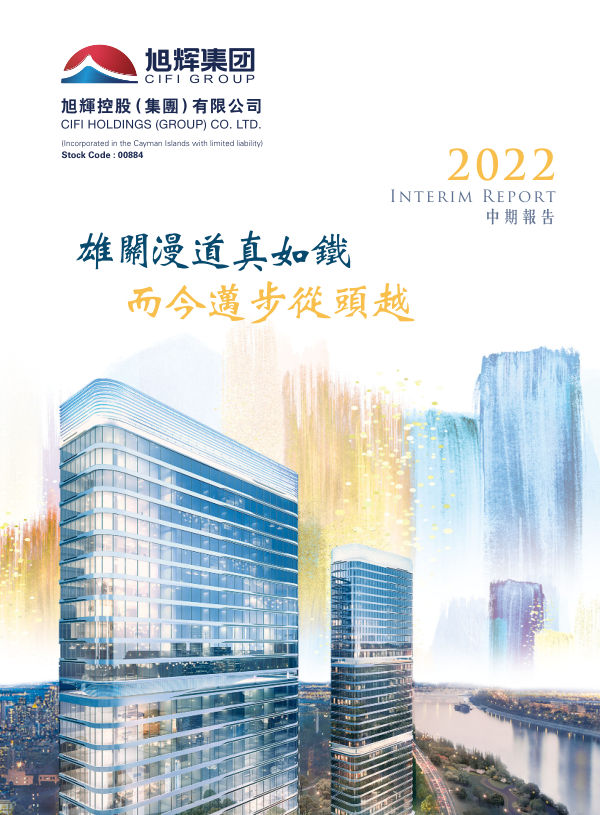 旭辉集团
CIFI GROUP
旭輝控股(集團)有限公司
CIFI HOLDINGS (GROUP) CO. LTD.
(Incorporated in the Cayman Islands with limited liability)
Stock Code : 00884
2022
INTERIM REPORT
中期報告
雄關漫道真如鐵
而今邁步從頭越